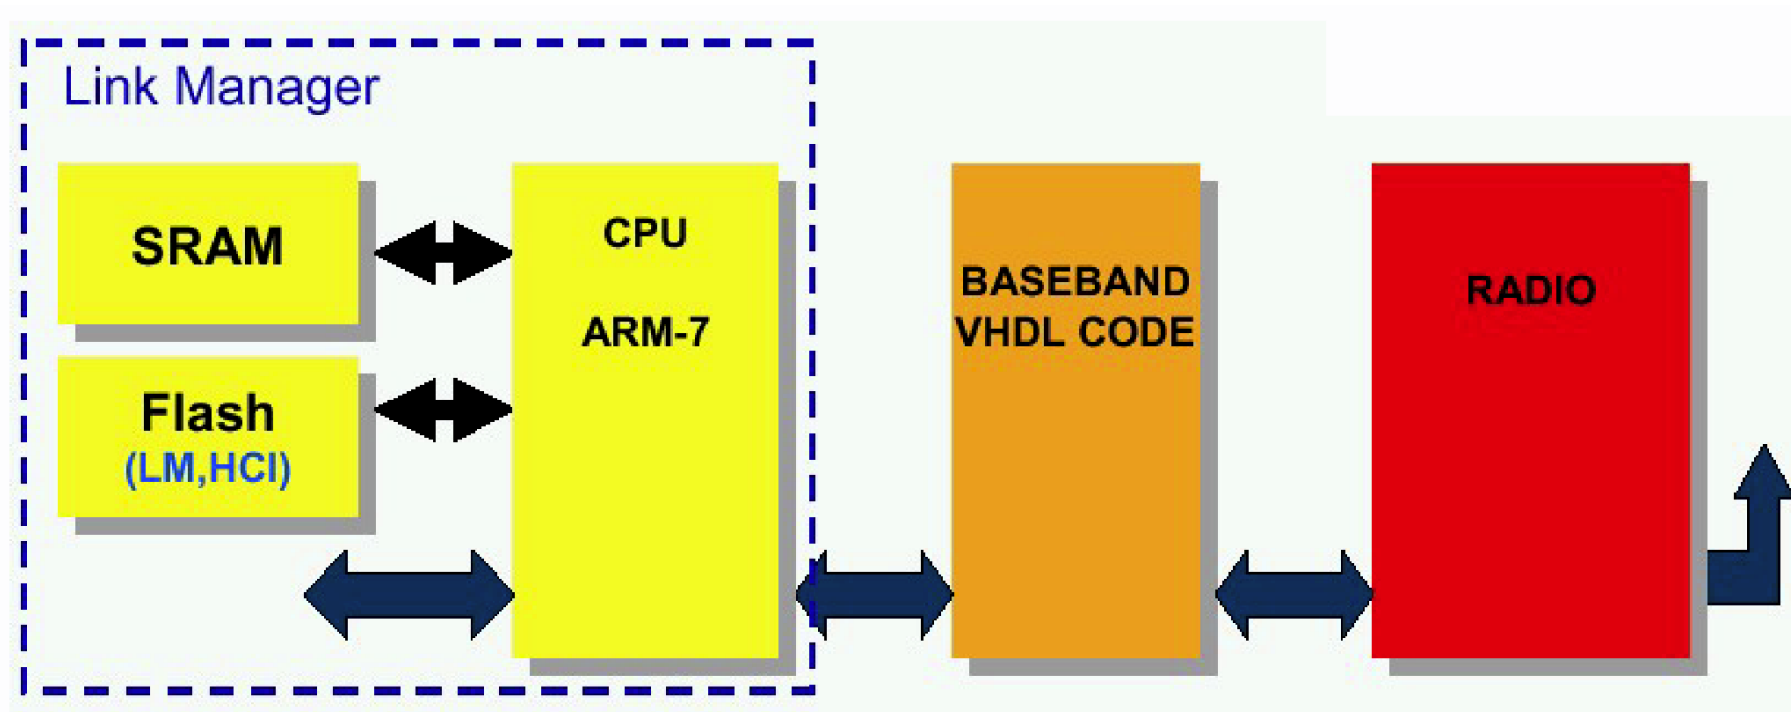 Link Manager
SRAM
Flash
(LM,HCI)
CPU
ARM-7
BASEBAND
VHDL CODE
RADIO